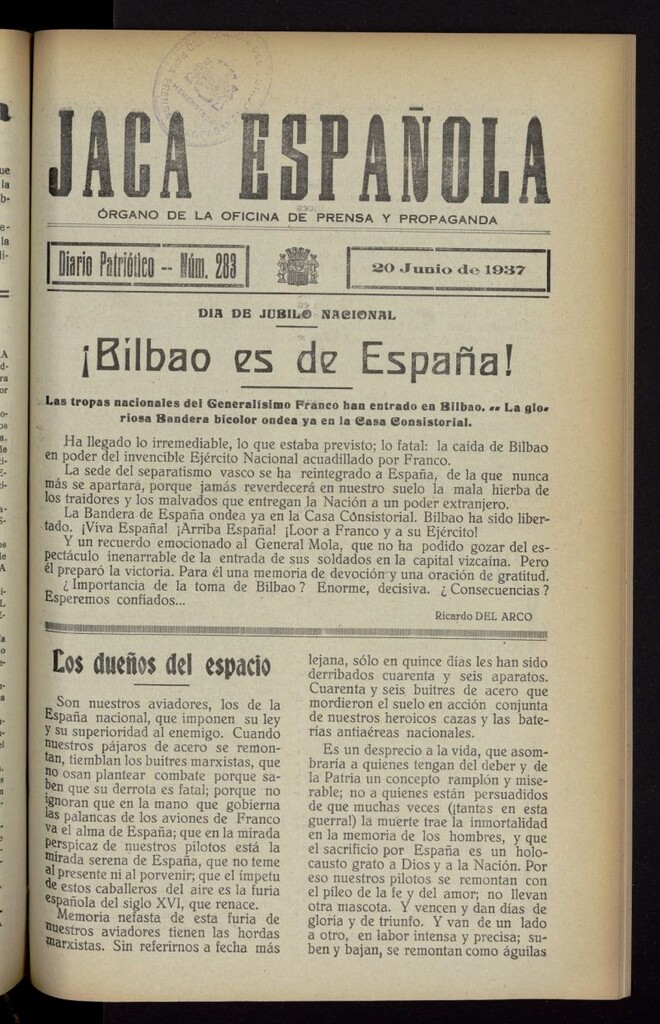 JACA ESPAÑOLA
ÓRGANO DE LA OFICINA DE PRENSA Y PROPAGANDA
Diario Patriótico -- Núm. 283
20 Junio de 1937
DIA DE JUBILO NACIONAL
¡Bilbao es de España!
Las tropas nacionales del Generalísimo Franco han entrado en Bilbao. -- La glo-
riosa Bandera bicolor ondea ya en la Casa Consistorial.
Ha llegado lo irremediable, lo que estaba previsto; lo fatal: la caída de Bilbao
en poder del invencible Ejército Nacional acuadillado por Franco.
La sede del separatismo vasco se ha reintegrado a España, de la que nunca
más se apartará, porque jamás reverdecerá en nuestro suelo la mala hierba de
los traidores y los malvados que entregan la Nación a un poder extranjero.
La Bandera de España ondea ya en la Casa Cónsistorial. Bilbao ha sido liber-
tado. ¡Viva España! ¡Arriba España! ¡Loor a Franco y a su Ejército!
Y un recuerdo emocionado al General Mola, que no ha podido gozar del es-
pectáculo inenarrable de la entrada de sus soldados en la capital vizcaína. Pero
él preparó la victoria. Para él una memoria de devoción y una oración de gratitud.
¿Importancia de la toma de Bilbao? Enorme, decisiva. ¿Consecuencias?
Esperemos confiados...
Ricardo DEL ARCO
Los dueños del espacio
Son nuestros aviadores, los de la
España nacional, que imponen su ley
y su superioridad al enemigo. Cuando
nuestros pájaros de acero se remon-
tan, tiemblan los buitres marxistas, que
no osan plantear combate porque sa-
ben que su derrota es fatal; porque no
ignoran que en la mano que gobierna
las palancas de los aviones de Franco
va el alma de España; que en la mirada
perspicaz de nuestros pilotos está la
mirada serena de España, que no teme
al presente ni al porvenir; que el ímpetu
de estos caballeros del aire es la furia
española del siglo XVI, que renace.
Memoria nefasta de esta furia de
nuestros aviadores tienen las hordas
marxistas. Sin referirnos a fecha más
lejana, sólo en quince días les han sido
derribados cuarenta y seis aparatos.
Cuarenta y seis buitres de acero que
mordieron el suelo en acción conjunta
de nuestros heroicos cazas y las bate-
rías antiaéreas nacionales.
Es un desprecio a la vida, que asom-
braría a quienes tengan del deber y de
la Patria un concepto ramplón y mise-
rable; no a quienes están persuadidos
de que muchas veces (¡tantas en esta
guerra!) la muerte trae la inmortalidad
en la memoria de los hombres, y que
el sacrificio por España es un holo-
causto grato a Dios y a la Nación. Por
eso nuestros pilotos se remontan con
el píleo de la fe y del amor; no llevan
otra mascota. Y vencen y dan días de
gloria y de triunfo. Y van de un lado
a otro, en labor intensa y precisa; su-
ben y bajan, se remontan como águilas